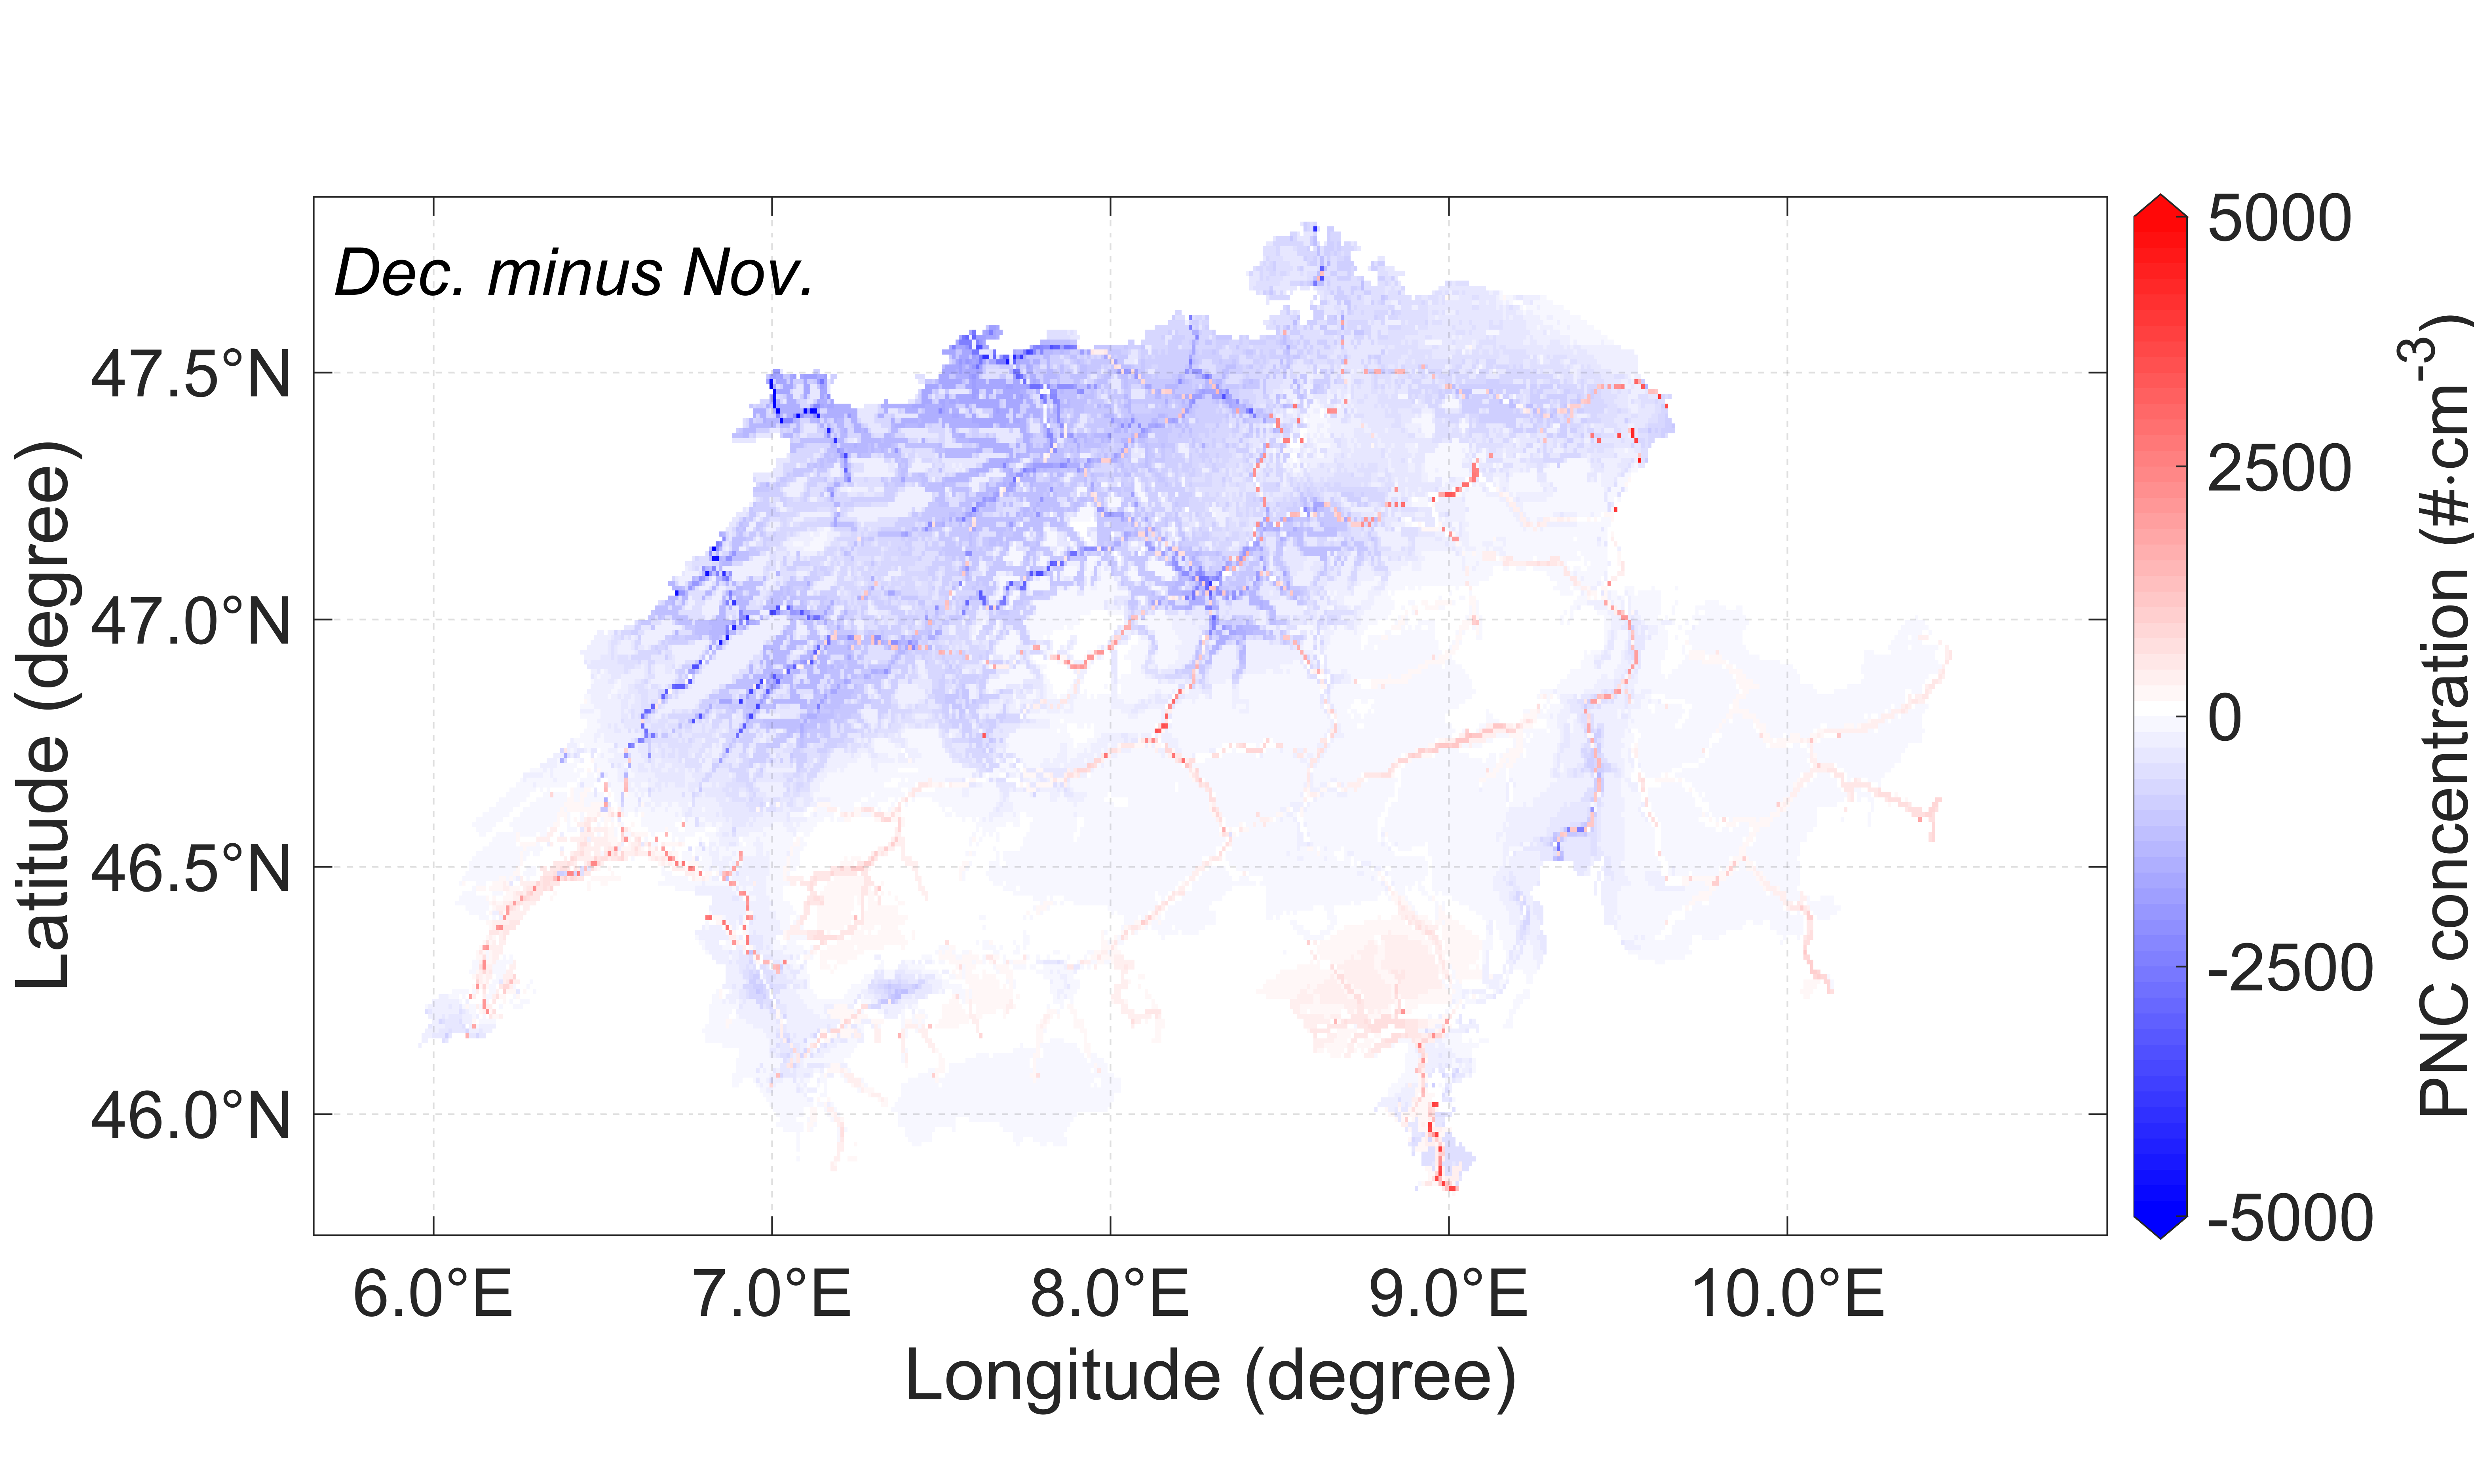 Dec. minus Nov.
47.5°N
47.0°N
46.5°N
46.0°N
Latitude (degree)
6.0°E 7.0°E 8.0°E 9.0°E 10.0°E
Longitude (degree)
5000
2500
0
-2500
-5000
PNC concentration (#·cm⁻³)